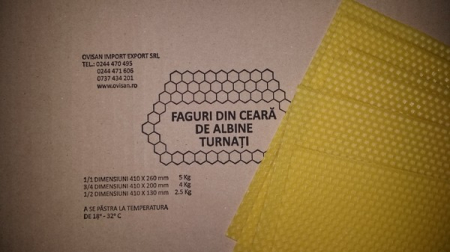 OVISAN IMPORT EXPORT SRL
TEL.: 0244 470 495
0244 471 606
0737 434 201
www.ovisan.ro
FAGURI DIN CEARĂ
DE ALBINE
TURNAȚI
1/1 DIMENSIUNI 410 X 260 mm 5 Kg
3/4 DIMENSIUNI 410 X 200 mm 4 Kg
1/2 DIMENSIUNI 410 X 130 mm 2.5 Kg
A SE PĂSTRA LA TEMPERATURA
DE 18° - 32° C